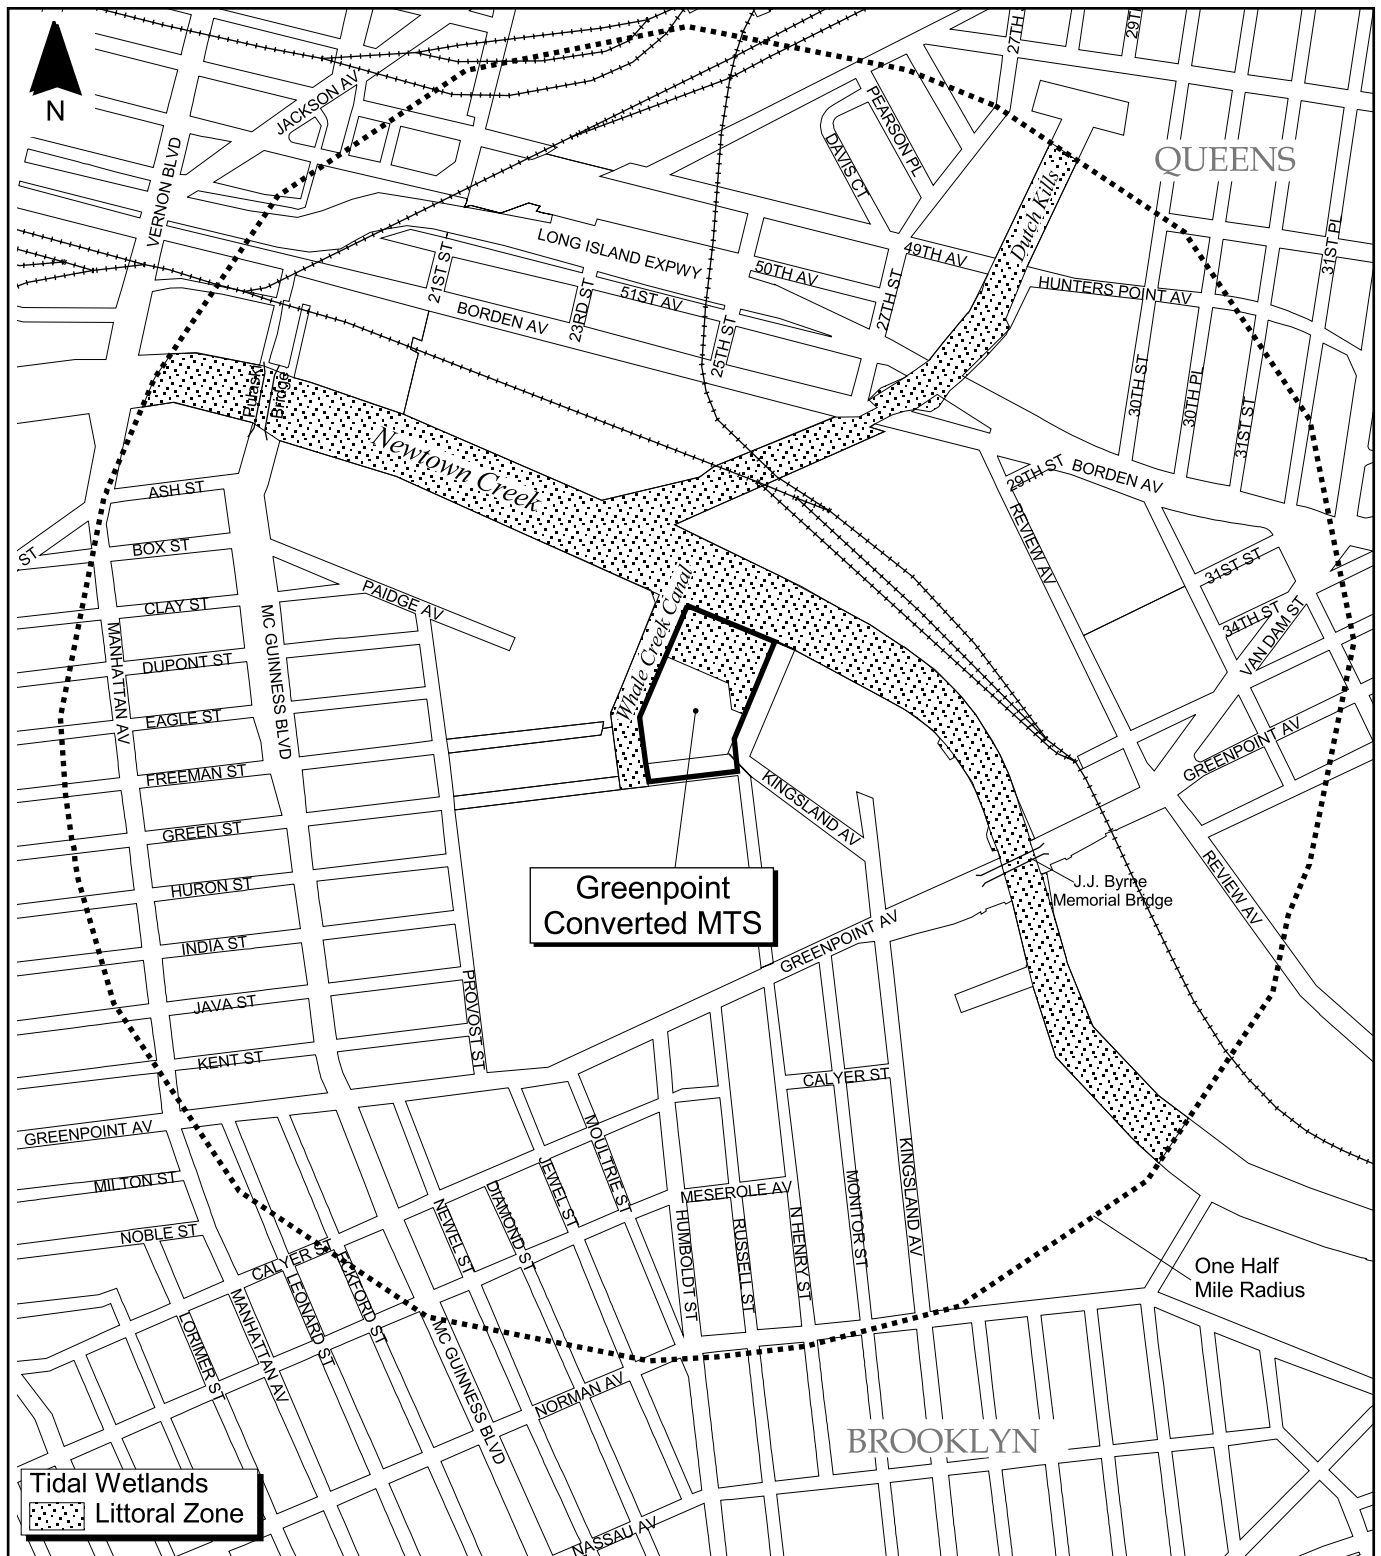 N
JACKSON AV
VERNON BLVD
27TH
29TH
PEARSON PL
DAVIS CT
QUEENS
Dutch Kills
31ST PL
LONG ISLAND EXPWY
49TH AV
50TH AV
HUNTERS POINT AV
21ST ST
23RD ST
51ST AV
27TH ST
BORDEN AV
25TH ST
30TH ST
30TH PL
31ST ST
Pulaski
Bridge
Newtown Creek
29TH ST
BORDEN AV
REVIEW AV
ASH ST
BOX ST
ST
CLAY ST
PAIDGE AV
31ST ST
34TH ST
VAN DAM ST
MANHATTAN AV
MC GUINNESS BLVD
DUPONT ST
Whale Creek Canal
EAGLE ST
GREENPOINT AV
FREEMAN ST
KINGSLAND AV
GREEN ST
Greenpoint
Converted MTS
HURON ST
J.J. Byrne
Memorial Bridge
REVIEW AV
INDIA ST
GREENPOINT AV
JAVA ST
PROVOST ST
KENT ST
CALYER ST
GREENPOINT AV
MOULTRIE ST
MILTON ST
JEWEL ST
DIAMOND ST
NEWEL ST
MESEROLE AV
HUMBOLDT ST
RUSSELL ST
N HENRY ST
MONITOR ST
KINGSLAND AV
NOBLE ST
CALYER ST
ECKFORD ST
LEONARD ST
MANHATTAN AV
LORIMER ST
MC GUINNESS BLVD
One Half
Mile Radius
NORMAN AV
BROOKLYN
NASSAU AV
Tidal Wetlands
Littoral Zone